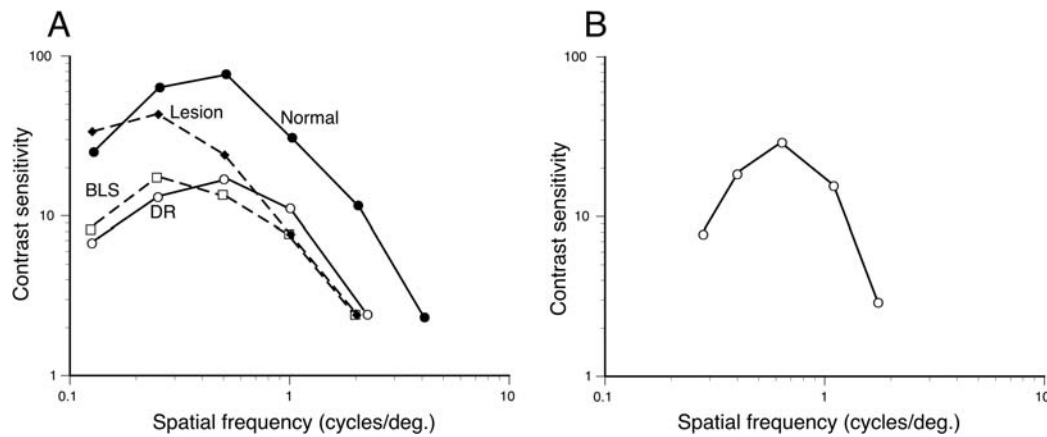 A
100
10
1
0.1
1
10
Contrast sensitivity
Spatial frequency (cycles/deg.)
Lesion
Normal
BLS
DR
B
100
10
1
0.1
1
10
Contrast sensitivity
Spatial frequency (cycles/deg.)